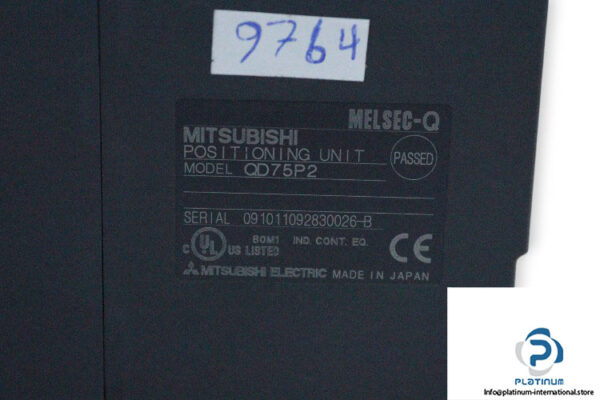 9764
MELSEC-Q
MITSUBISHI
POSITIONING UNIT
PASSED
MODEL QD75P2
SERIAL 091011092830026-B
C UL US LISTED 80M1 IND. CONT. EQ. CE
MITSUBISHI ELECTRIC MADE IN JAPAN
PLATINUM
Info@platinum-international.store